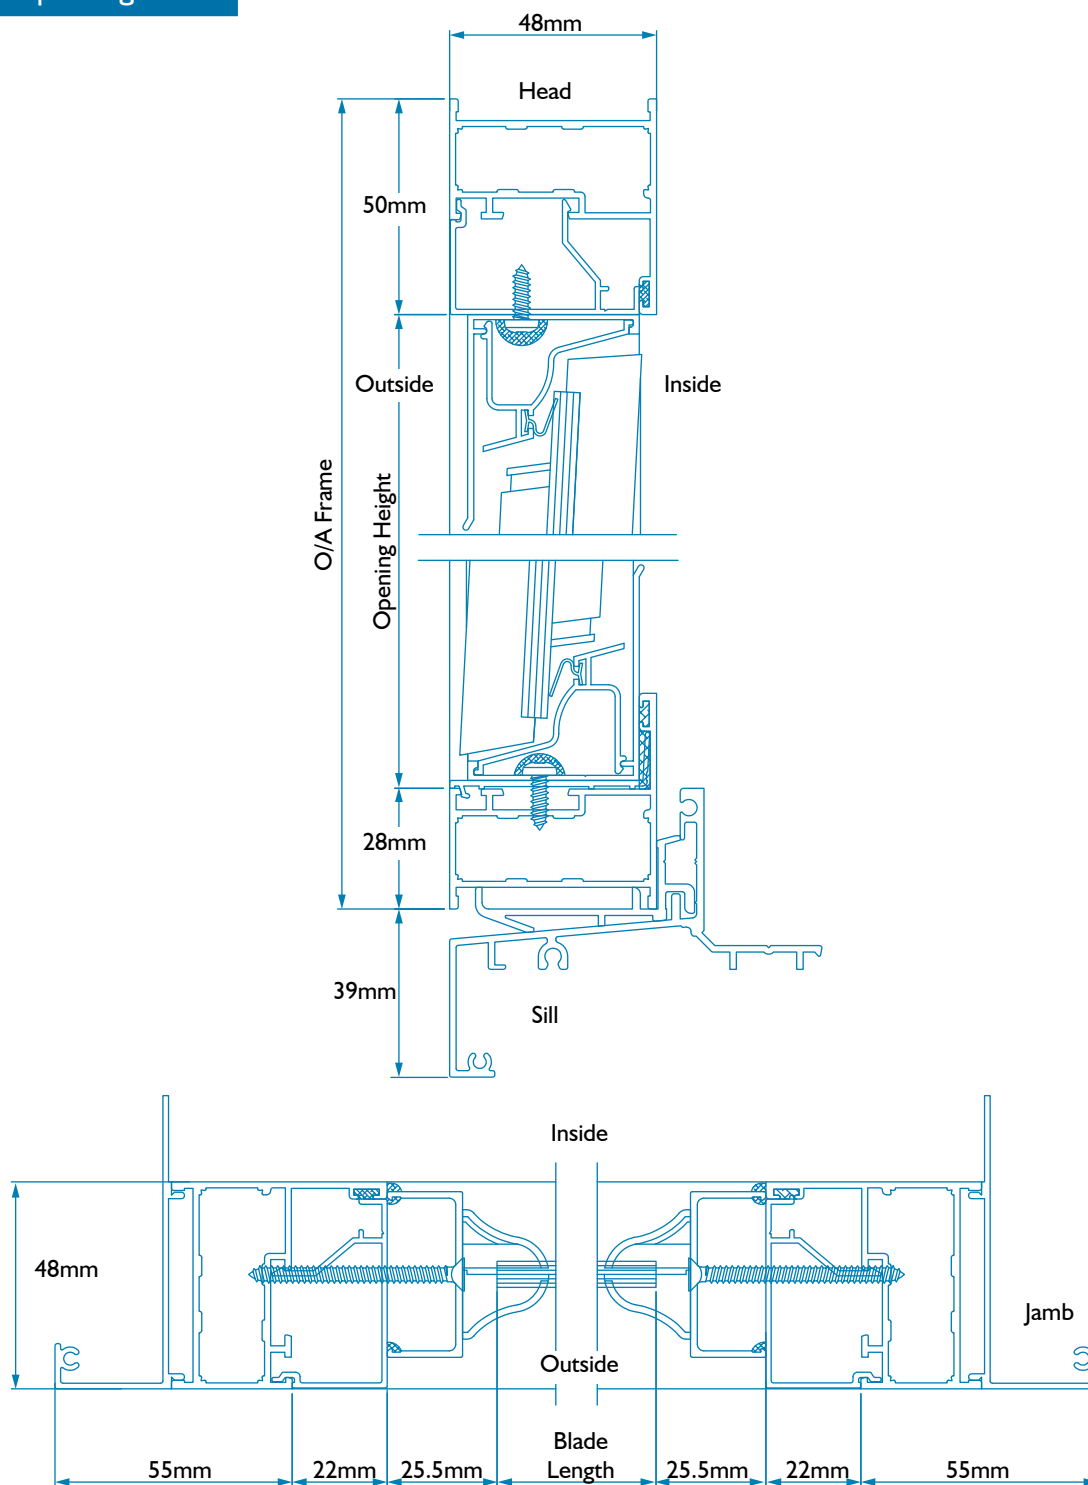 48mm
Head
50mm
Outside
Inside
O/A Frame
Opening Height
28mm
39mm
Sill
Inside
48mm
Jamb
Outside
Blade
Length
55mm
22mm
25.5mm
25.5mm
22mm
55mm